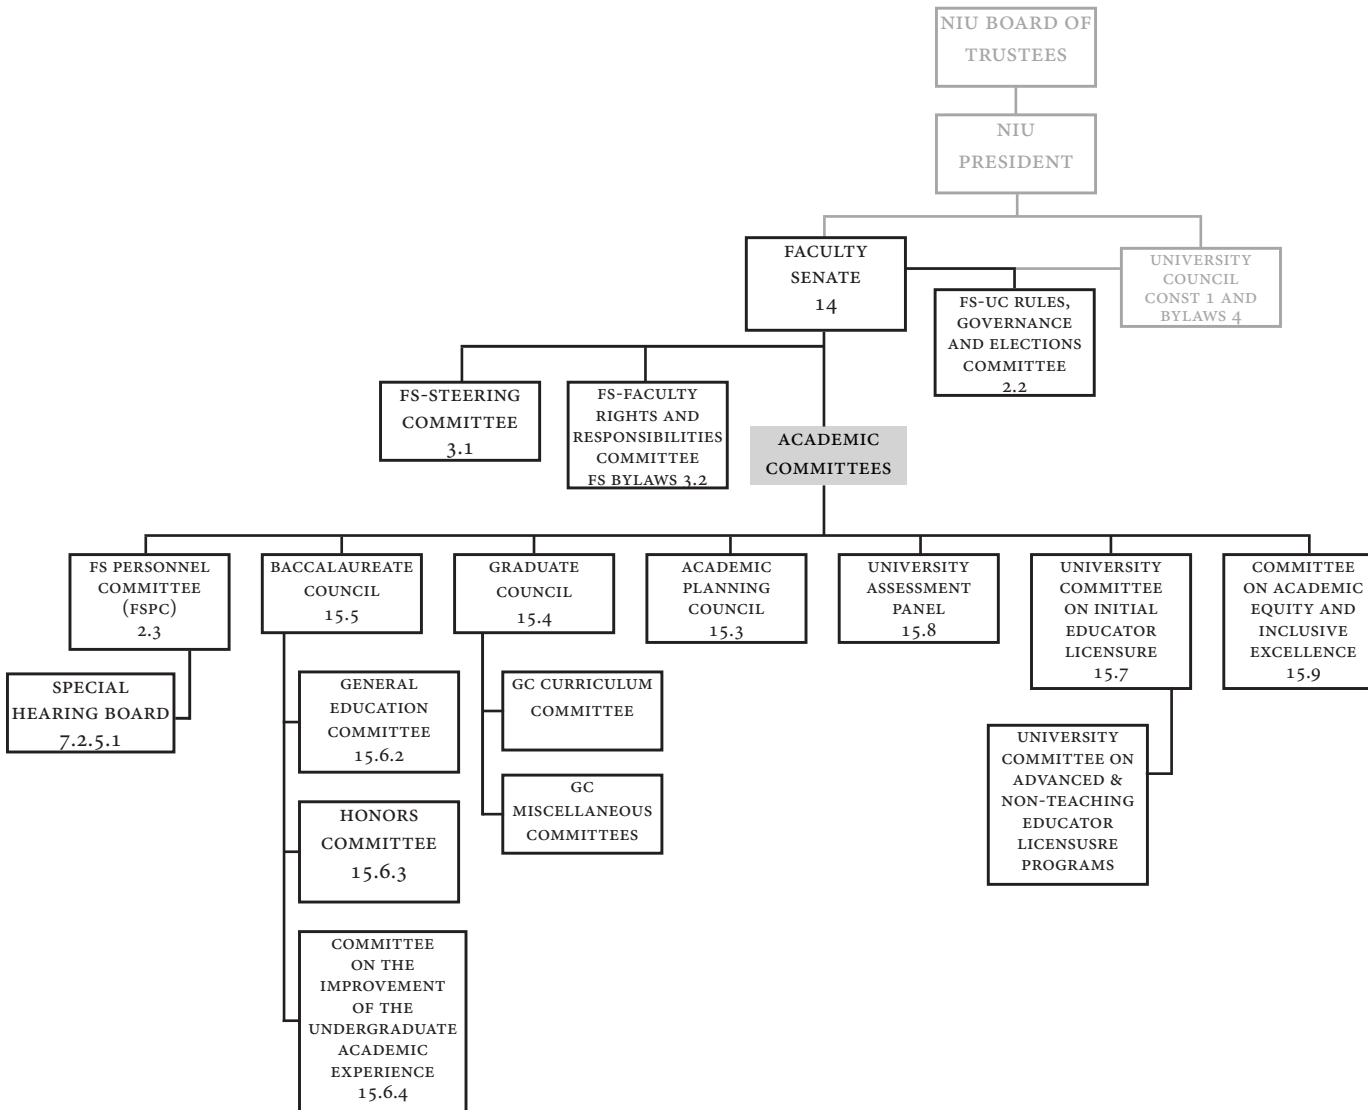 NIU BOARD OF
TRUSTEES
NIU
PRESIDENT
FACULTY
SENATE
14
UNIVERSITY
COUNCIL
CONST 1 AND
BYLAWS 4
FS-UC RULES,
GOVERNANCE
AND ELECTIONS
COMMITTEE
2.2
FS-STEERING
COMMITTEE
3.1
FS-FACULTY
RIGHTS AND
RESPONSIBILITIES
COMMITTEE
FS BYLAWS 3.2
ACADEMIC
COMMITTEES
FS PERSONNEL
COMMITTEE
(FSPC)
2.3
BACCALAUREATE
COUNCIL
15.5
GRADUATE
COUNCIL
15.4
ACADEMIC
PLANNING
COUNCIL
15.3
UNIVERSITY
ASSESSMENT
PANEL
15.8
UNIVERSITY
COMMITTEE
ON INITIAL
EDUCATOR
LICENSURE
15.7
COMMITTEE
ON ACADEMIC
EQUITY AND
INCLUSIVE
EXCELLENCE
15.9
SPECIAL
HEARING BOARD
7.2.5.1
GENERAL
EDUCATION
COMMITTEE
15.6.2
GC CURRICULUM
COMMITTEE
UNIVERSITY
COMMITTEE ON
ADVANCED &
NON-TEACHING
EDUCATOR
LICENSUSRE
PROGRAMS
HONORS
COMMITTEE
15.6.3
GC
MISCELLANEOUS
COMMITTEES
COMMITTEE
ON THE
IMPROVEMENT
OF THE
UNDERGRADUATE
ACADEMIC
EXPERIENCE
15.6.4